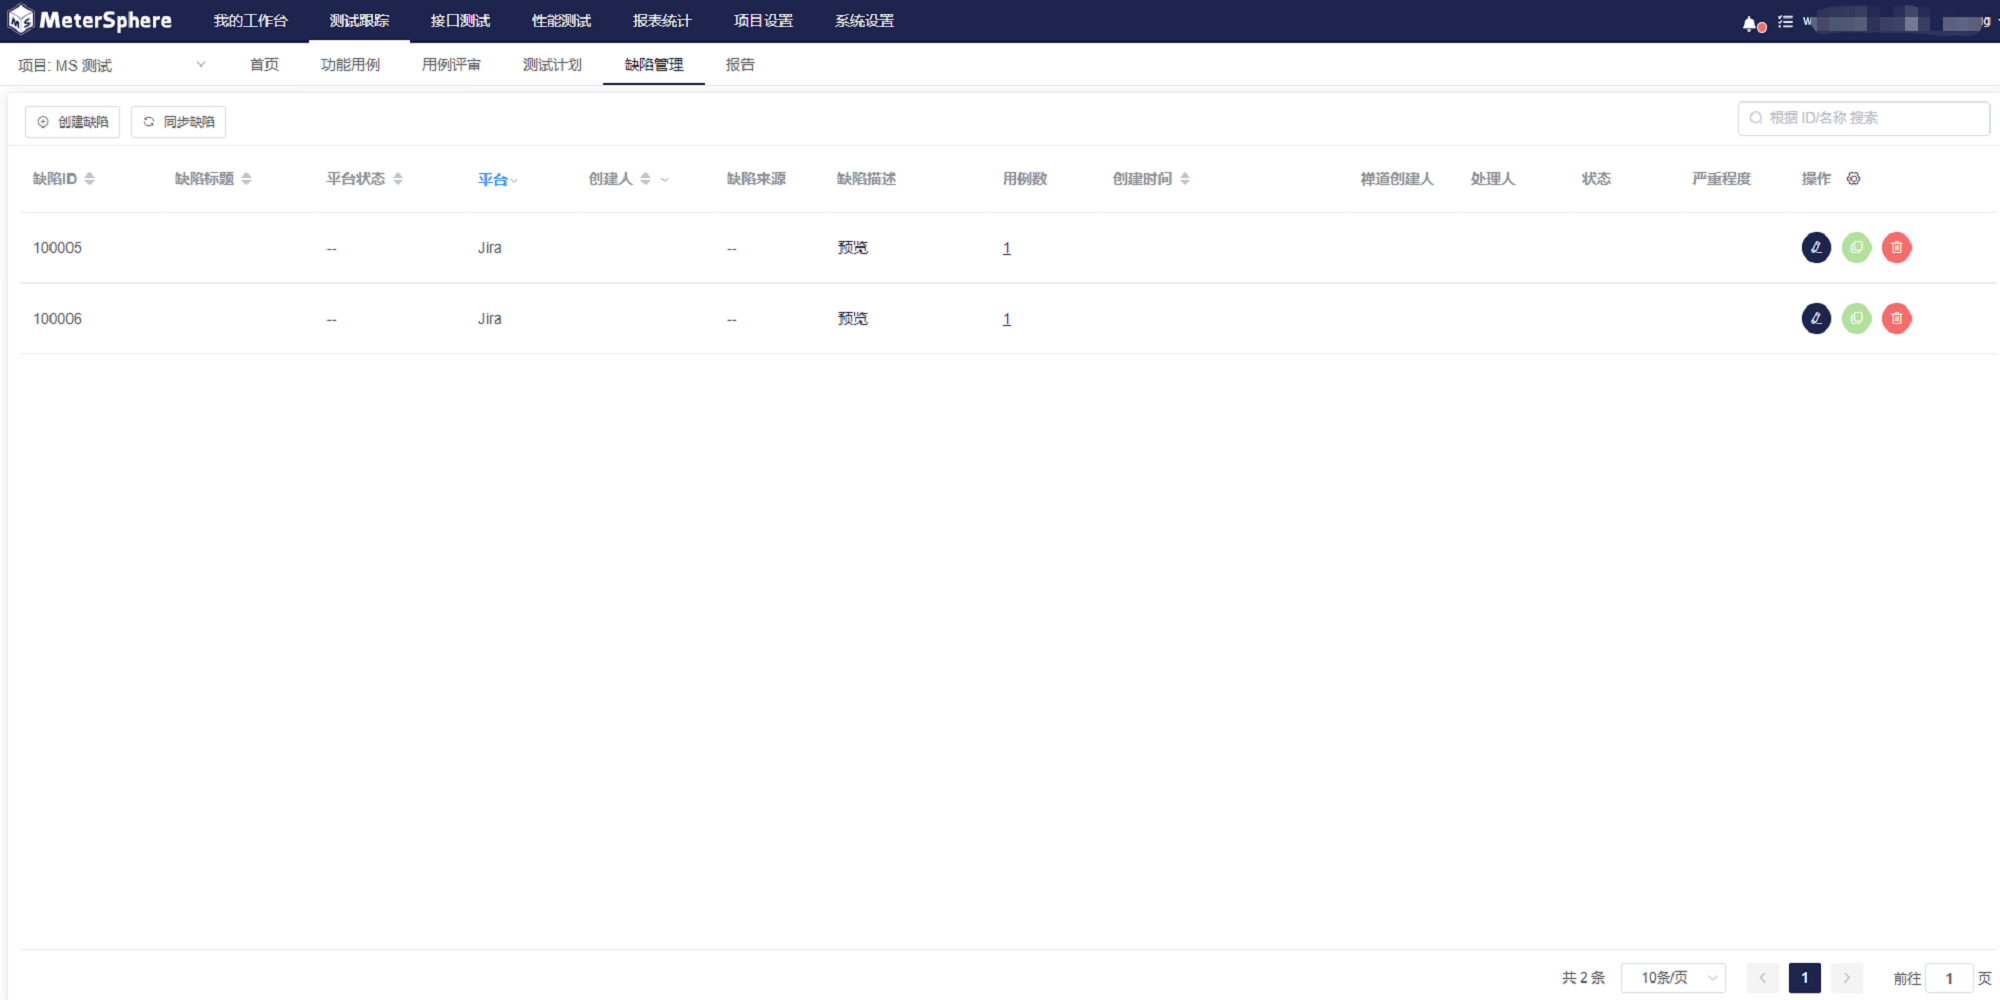 MeterSphere 我的工作台 测试跟踪 接口测试 性能测试 报表统计 项目设置 系统设置
项目: MS 测试 首页 功能用例 用例评审 测试计划 缺陷管理 报告
创建缺陷 同步缺陷 根据 ID/名称 搜索
缺陷ID 缺陷标题 平台状态 平台 创建人 缺陷来源 缺陷描述 用例数 创建时间 禅道创建人 处理人 状态 严重程度 操作
100005 -- Jira -- 预览 1
100006 -- Jira -- 预览 1
共 2 条 10条/页 1 前往 1 页